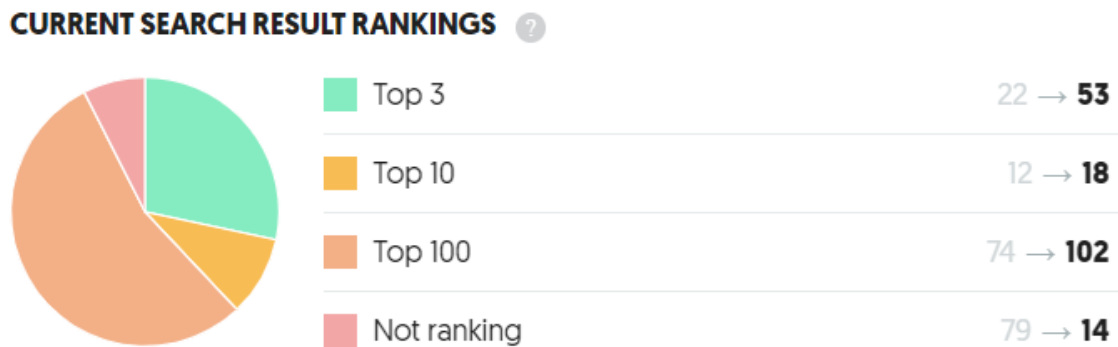 CURRENT SEARCH RESULT RANKINGS ?
Top 3 22 → 53
Top 10 12 → 18
Top 100 74 → 102
Not ranking 79 → 14